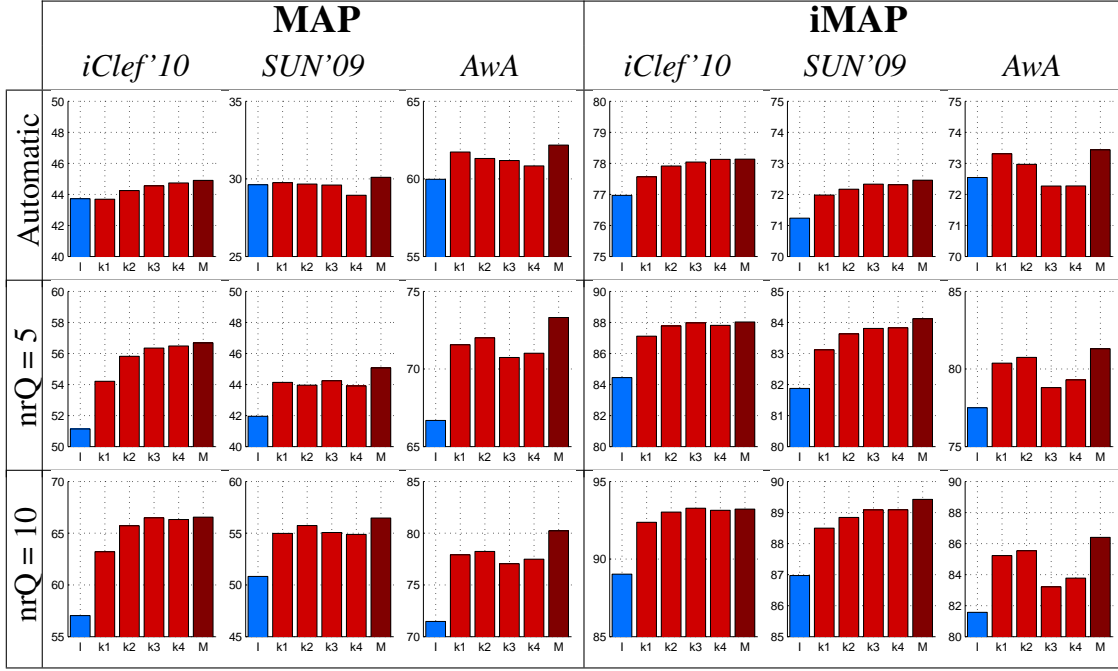 MAP iMAP
iClef'10 SUN'09 AwA iClef'10 SUN'09 AwA
Automatic
50 48 46 44 42 40
I k1 k2 k3 k4 M
35 30 25
I k1 k2 k3 k4 M
65 60 55
I k1 k2 k3 k4 M
80 79 78 77 76 75
I k1 k2 k3 k4 M
75 74 73 72 71 70
I k1 k2 k3 k4 M
75 74 73 72 71 70
I k1 k2 k3 k4 M
nrQ = 5
60 58 56 54 52 50
I k1 k2 k3 k4 M
50 48 46 44 42 40
I k1 k2 k3 k4 M
75 70 65
I k1 k2 k3 k4 M
90 88 86 84 82 80
I k1 k2 k3 k4 M
85 84 83 82 81 80
I k1 k2 k3 k4 M
85 80 75
I k1 k2 k3 k4 M
nrQ = 10
70 65 60 55
I k1 k2 k3 k4 M
60 55 50 45
I k1 k2 k3 k4 M
90 85 80 75 70
I k1 k2 k3 k4 M
95 90 85
I k1 k2 k3 k4 M
90 89 88 87 86 85
I k1 k2 k3 k4 M
90 88 86 84 82 80
I k1 k2 k3 k4 M